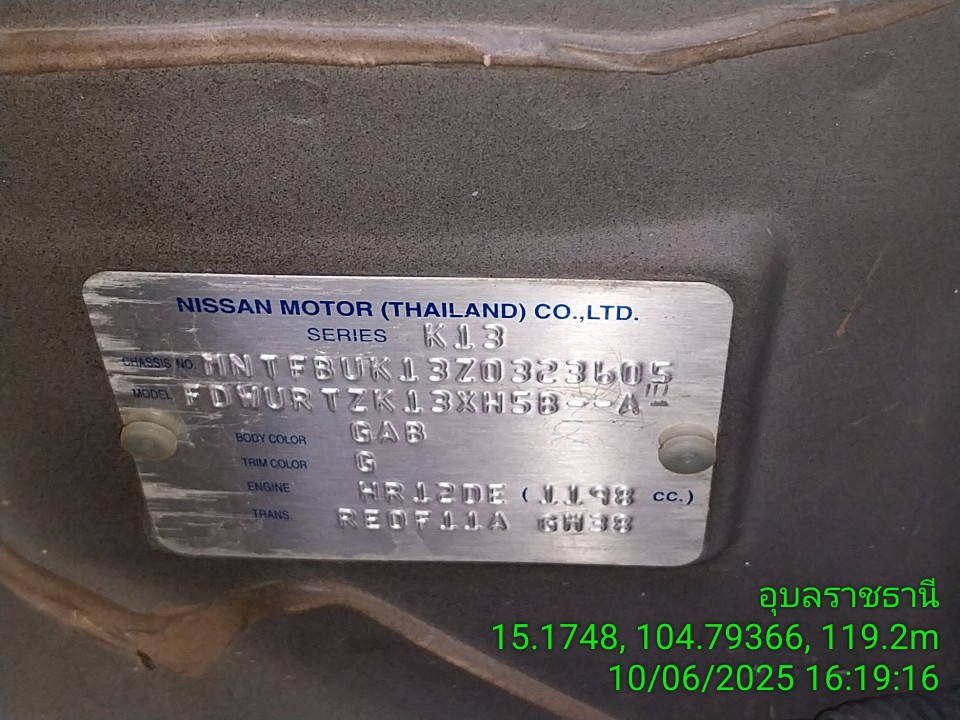 NISSAN MOTOR (THAILAND) CO.,LTD.
SERIES K13
CHASSIS NO. MNTFBUK13Z0323605
MODEL FDWURTZK13XH5B--A
BODY COLOR GAB
TRIM COLOR G
ENGINE HR12DE (1198 CC.)
TRANS. RE0F11A GH38
อุบลราชธานี
15.1748, 104.79366, 119.2m
10/06/2025 16:19:16